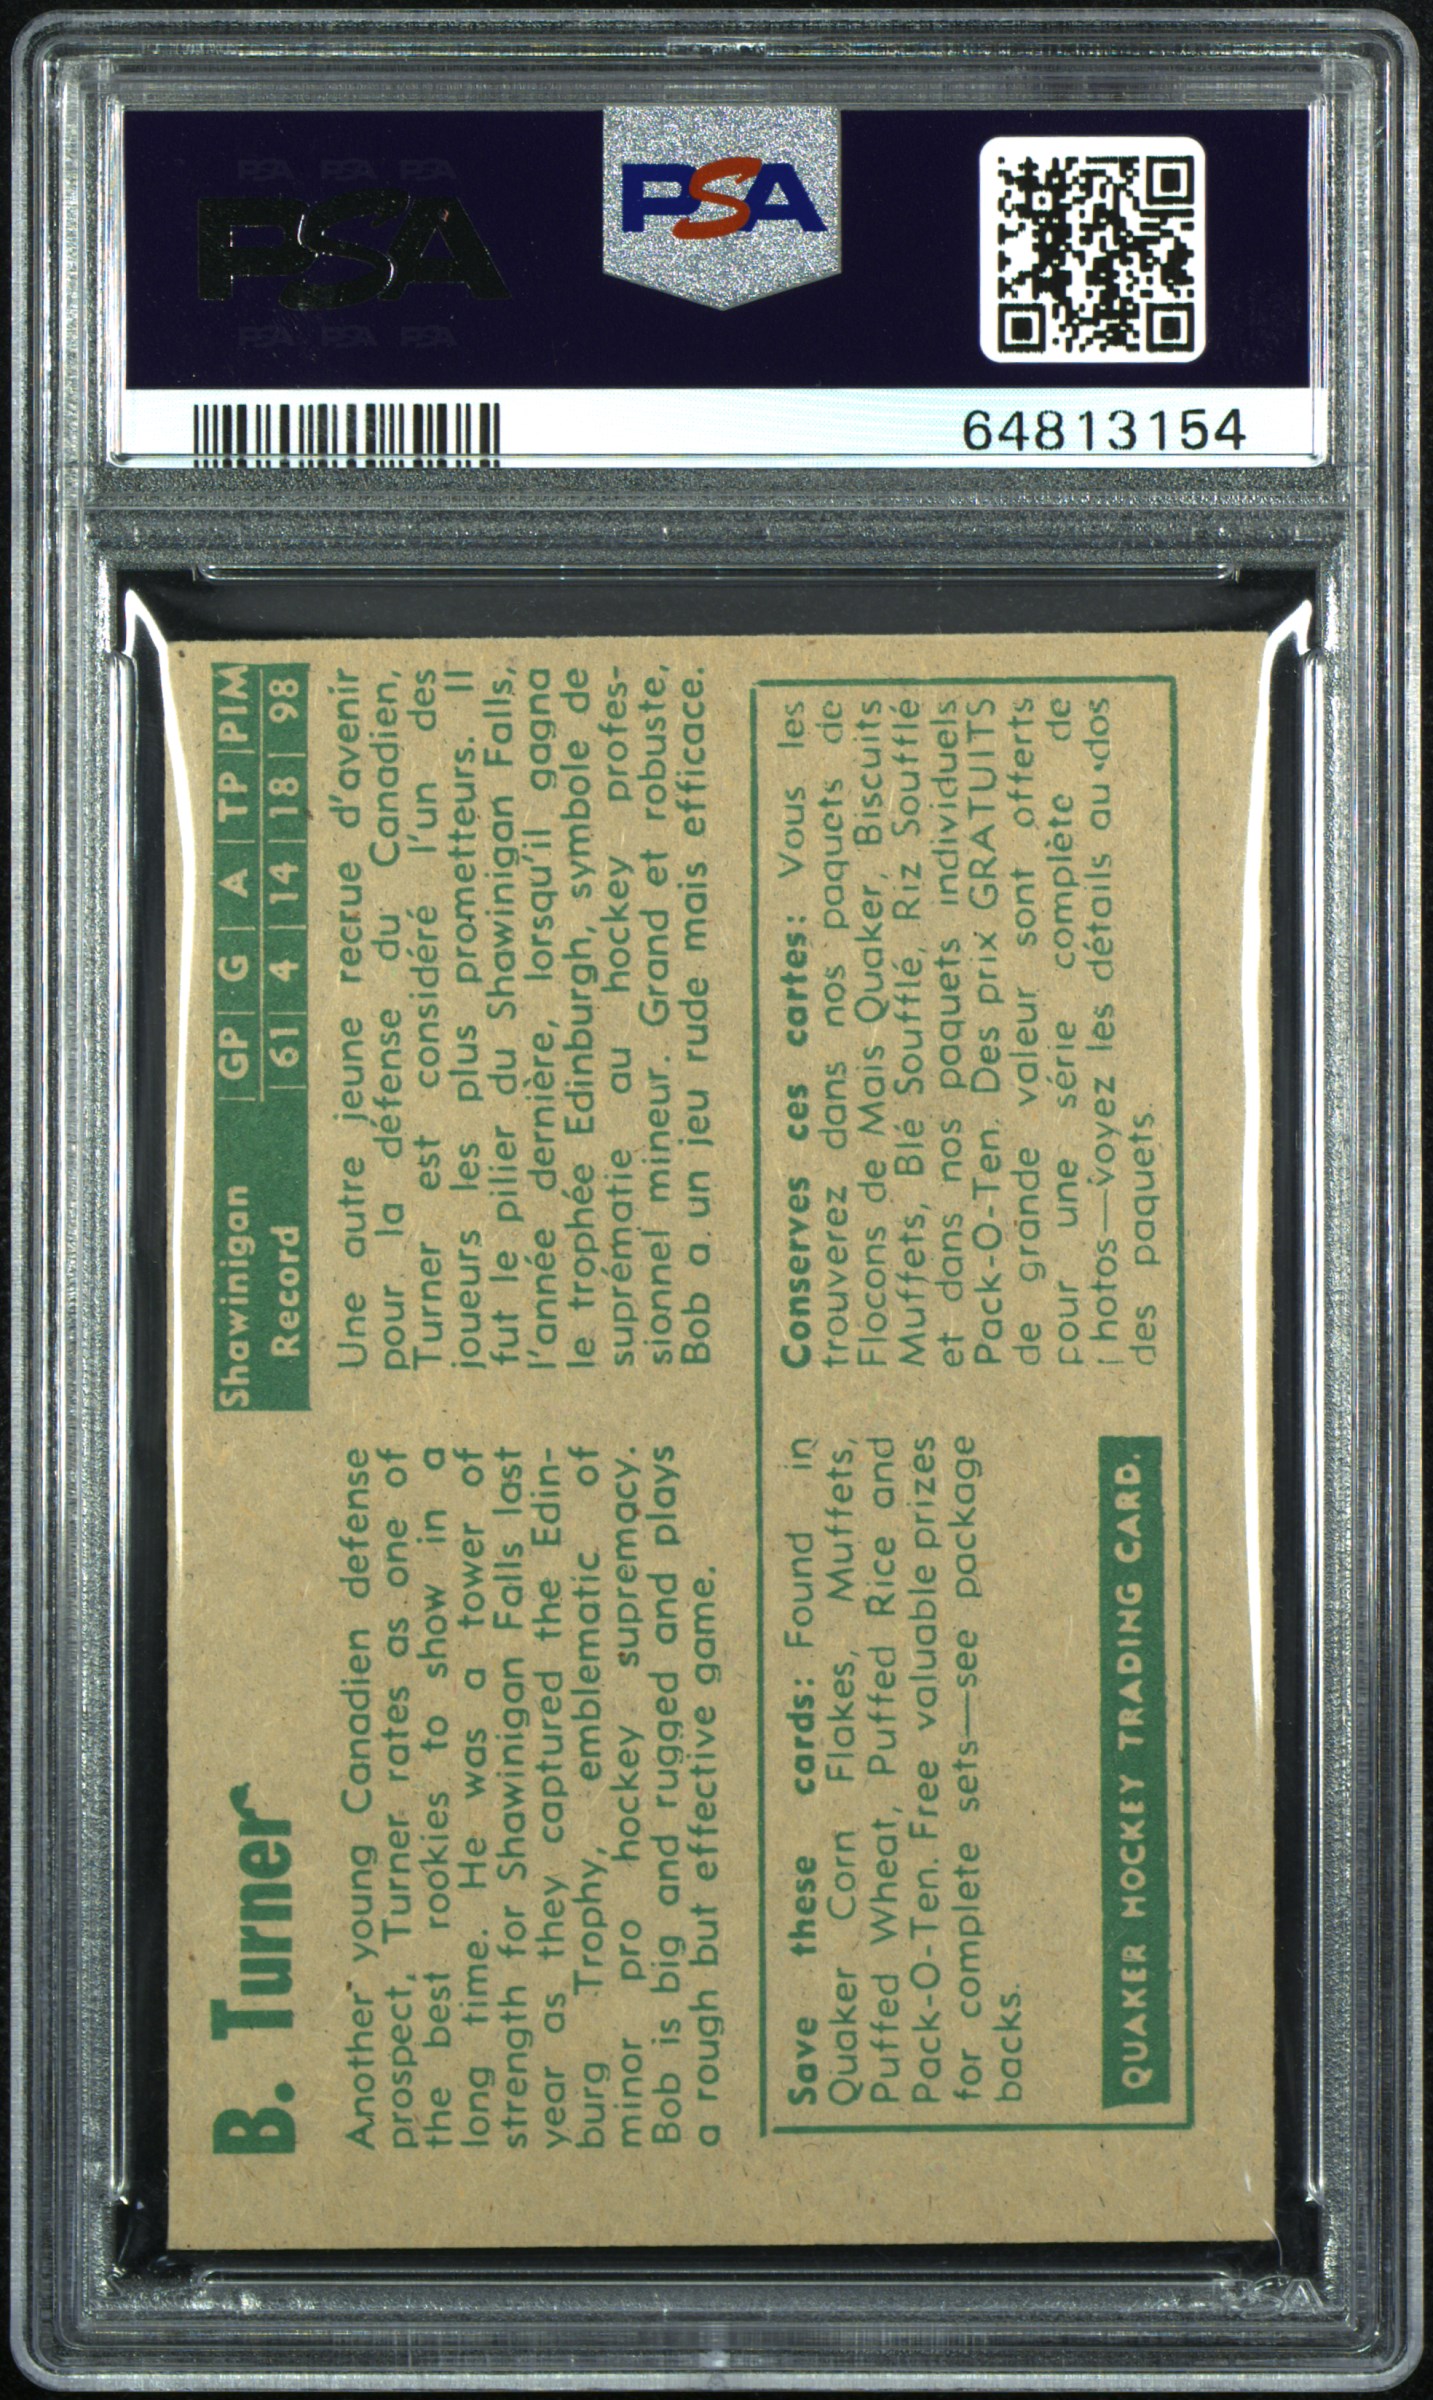 PSA PSA PSA
PSA
PSA PSA PSA
PSA
64813154
B. Turner
Another young Canadien defense
prospect, Turner rates as one of
the best rookies to show in a
long time. He was a tower of
strength for Shawinigan Falls last
year as they captured the Edin-
burg Trophy, emblematic of
minor pro hockey supremacy.
Bob is big and rugged and plays
a rough but effective game.
Shawinigan | GP | G | A | TP | PIM
Record | 61 | 4 | 14 | 18 | 98
Une autre jeune recrue d'avenir
pour la défense du Canadien,
Turner est considéré l'un des
joueurs les plus prometteurs. Il
fut le pilier du Shawinigan Falls,
l'année dernière, lorsqu'il gagna
le trophée Edinburgh, symbole de
suprématie au hockey profes-
sionnel mineur. Grand et robuste,
Bob a un jeu rude mais efficace.
Save these cards: Found in
Quaker Corn Flakes, Muffets,
Puffed Wheat, Puffed Rice and
Pack-O-Ten. Free valuable prizes
for complete sets—see package
backs.
QUAKER HOCKEY TRADING CARD.
Conserves ces cartes: Vous les
trouverez dans nos paquets de
Flocons de Mais Quaker, Biscuits
Muffets, Blé Soufflé, Riz Soufflé
et dans nos paquets individuels
Pack-O-Ten. Des prix GRATUITS
de grande valeur sont offerts
pour une série complète de
photos—voyez les détails au dos
des paquets.
PSA